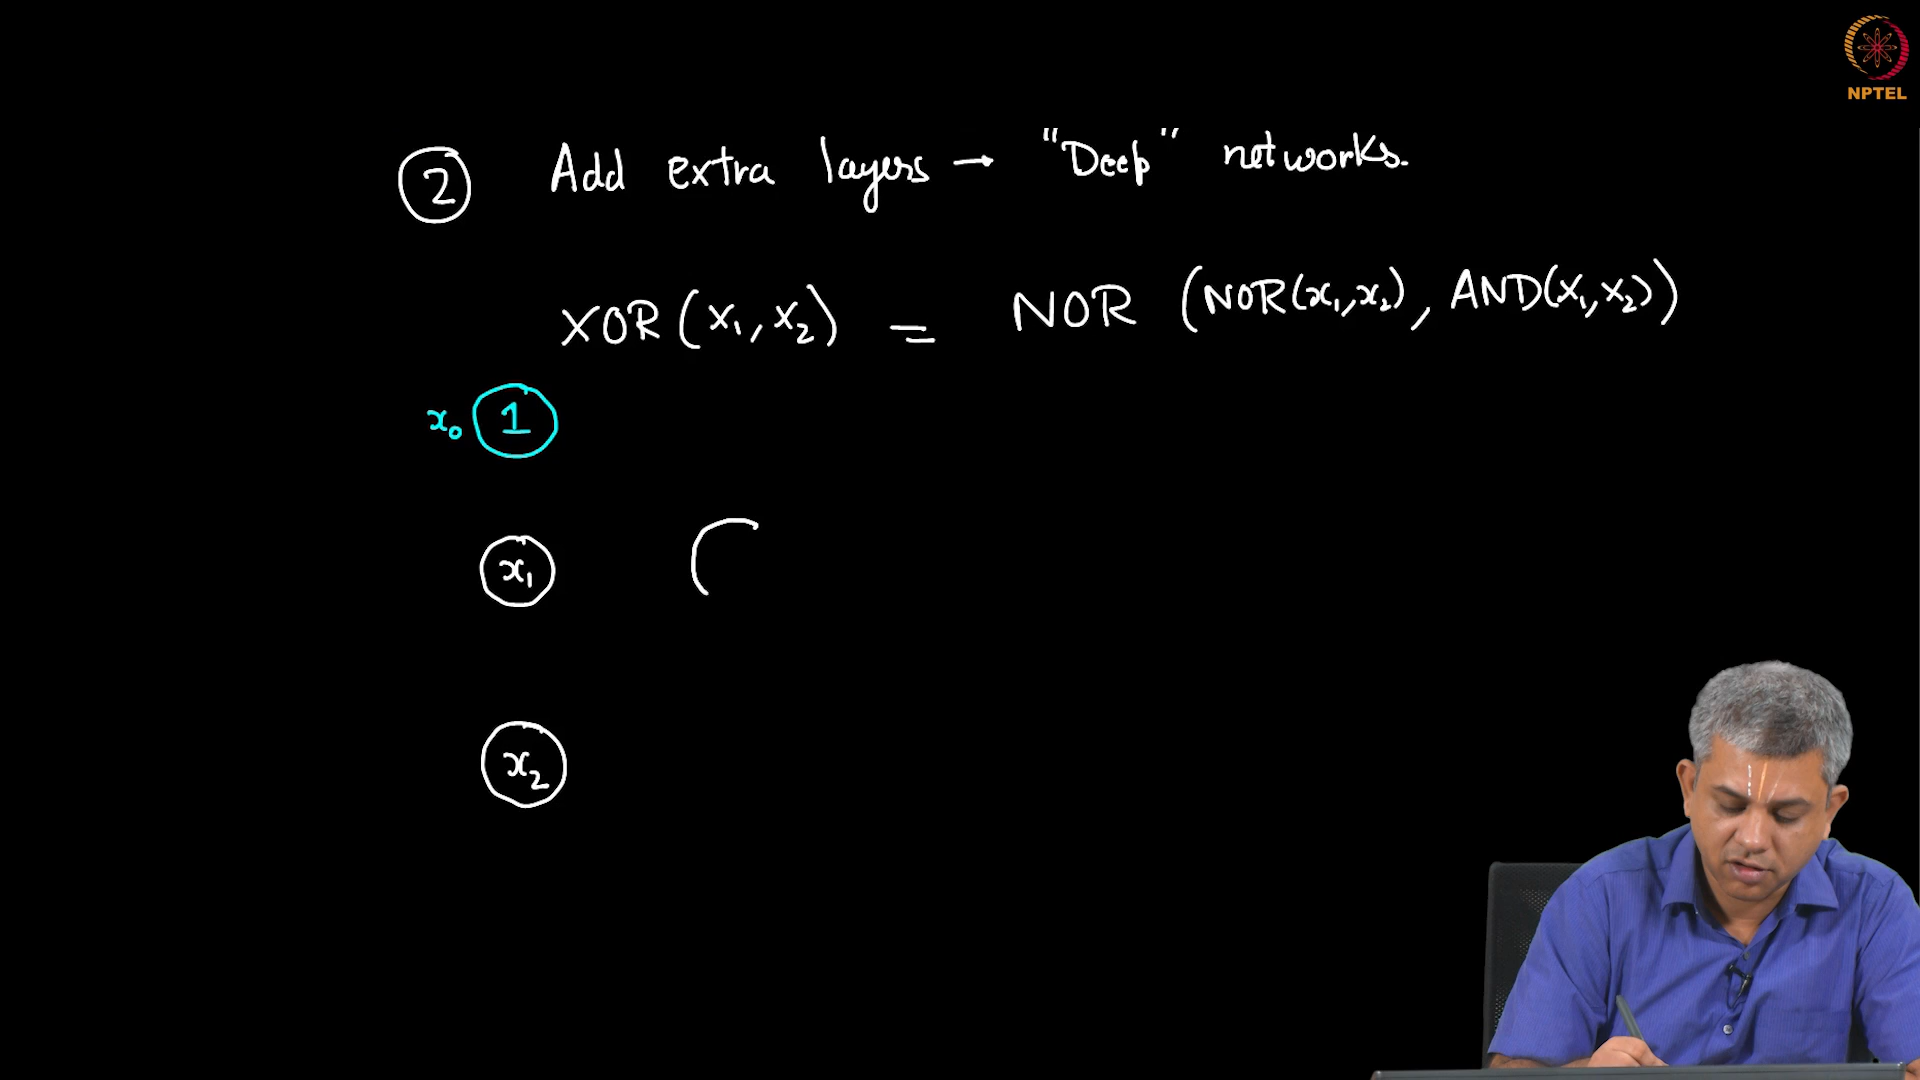 NPTEL
② Add extra layers → "Deep" networks.
XOR(x₁, x₂) = NOR (NOR(x₁, x₂), AND(x₁, x₂))
x₀ 1
x₁
x₂